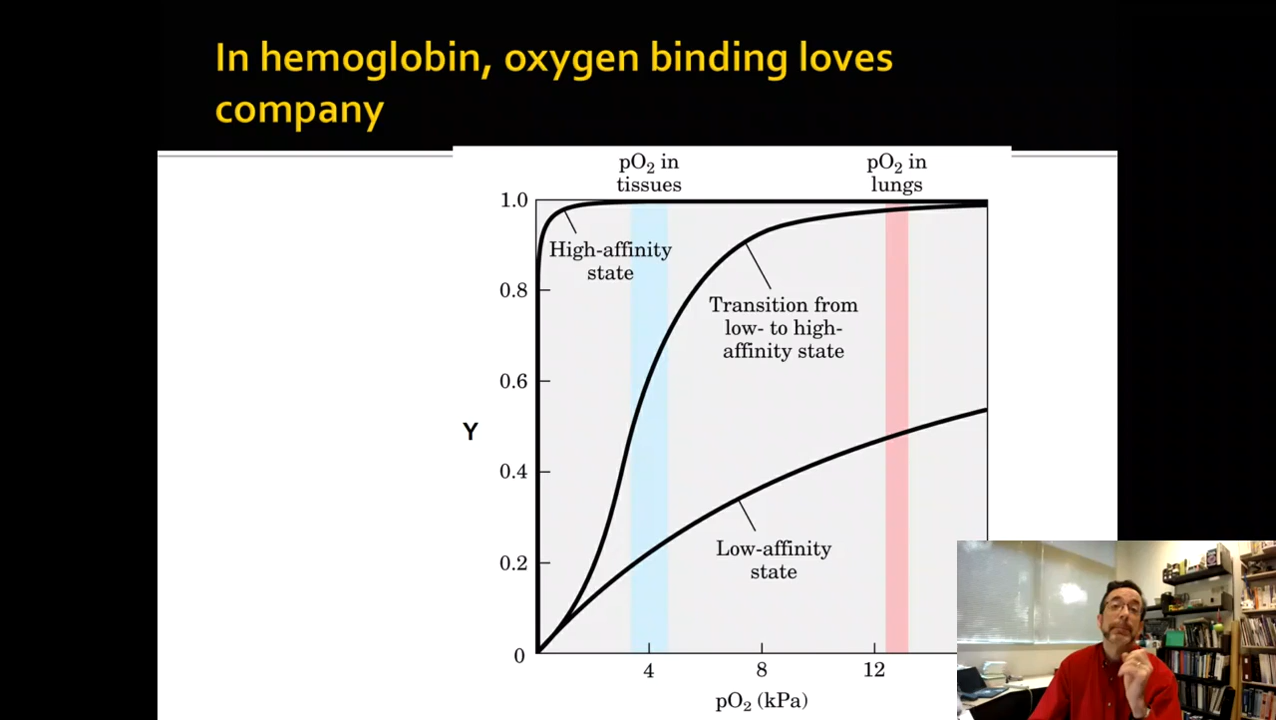 In hemoglobin, oxygen binding loves
company
pO₂ in
tissues
pO₂ in
lungs
1.0
High-affinity
state
0.8
Transition from
low- to high-
affinity state
0.6
Y
0.4
Low-affinity
state
0.2
0
4
8
12
pO₂ (kPa)